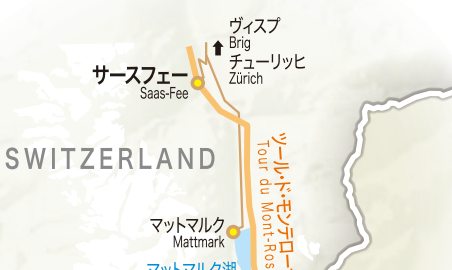 ヴィスプ
Brig
チューリッヒ
Zürich
サースフェー
Saas-Fee
SWITZERLAND
ツール・ド・モンテロー
Tour du Mont-Ros
マットマルク
Mattmark
マットマルク湖